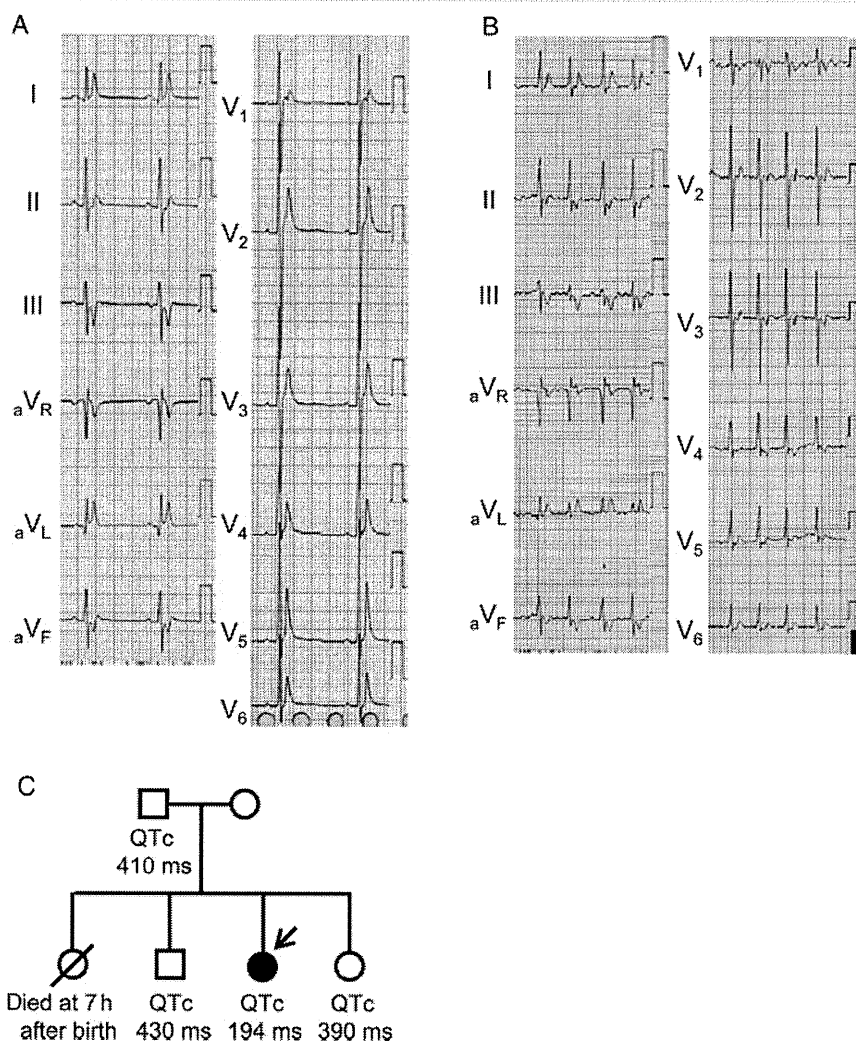 A
I
II
III
aVR
aVL
aVF
V1
V2
V3
V4
V5
V6
B
I
II
III
aVR
aVL
aVF
V1
V2
V3
V4
V5
V6
C
QTc
410 ms
Died at 7 h
after birth
QTc
430 ms
QTc
194 ms
QTc
390 ms